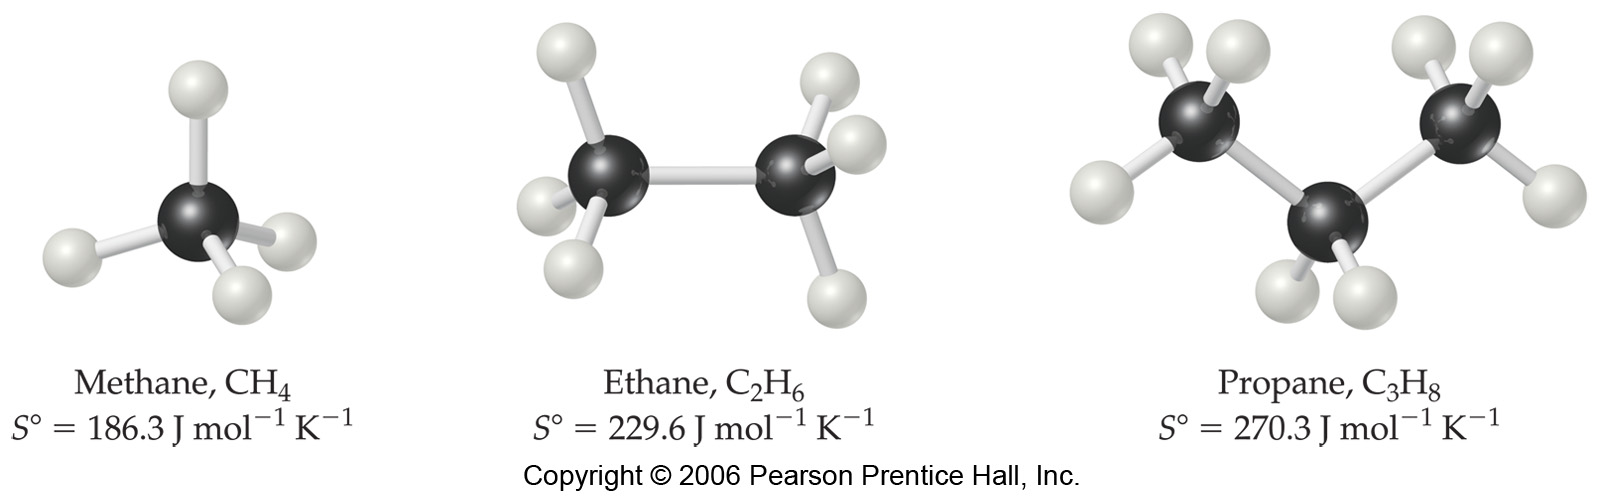 Methane, CH₄
S° = 186.3 J mol⁻¹ K⁻¹
Ethane, C₂H₆
S° = 229.6 J mol⁻¹ K⁻¹
Propane, C₃H₈
S° = 270.3 J mol⁻¹ K⁻¹
Copyright © 2006 Pearson Prentice Hall, Inc.